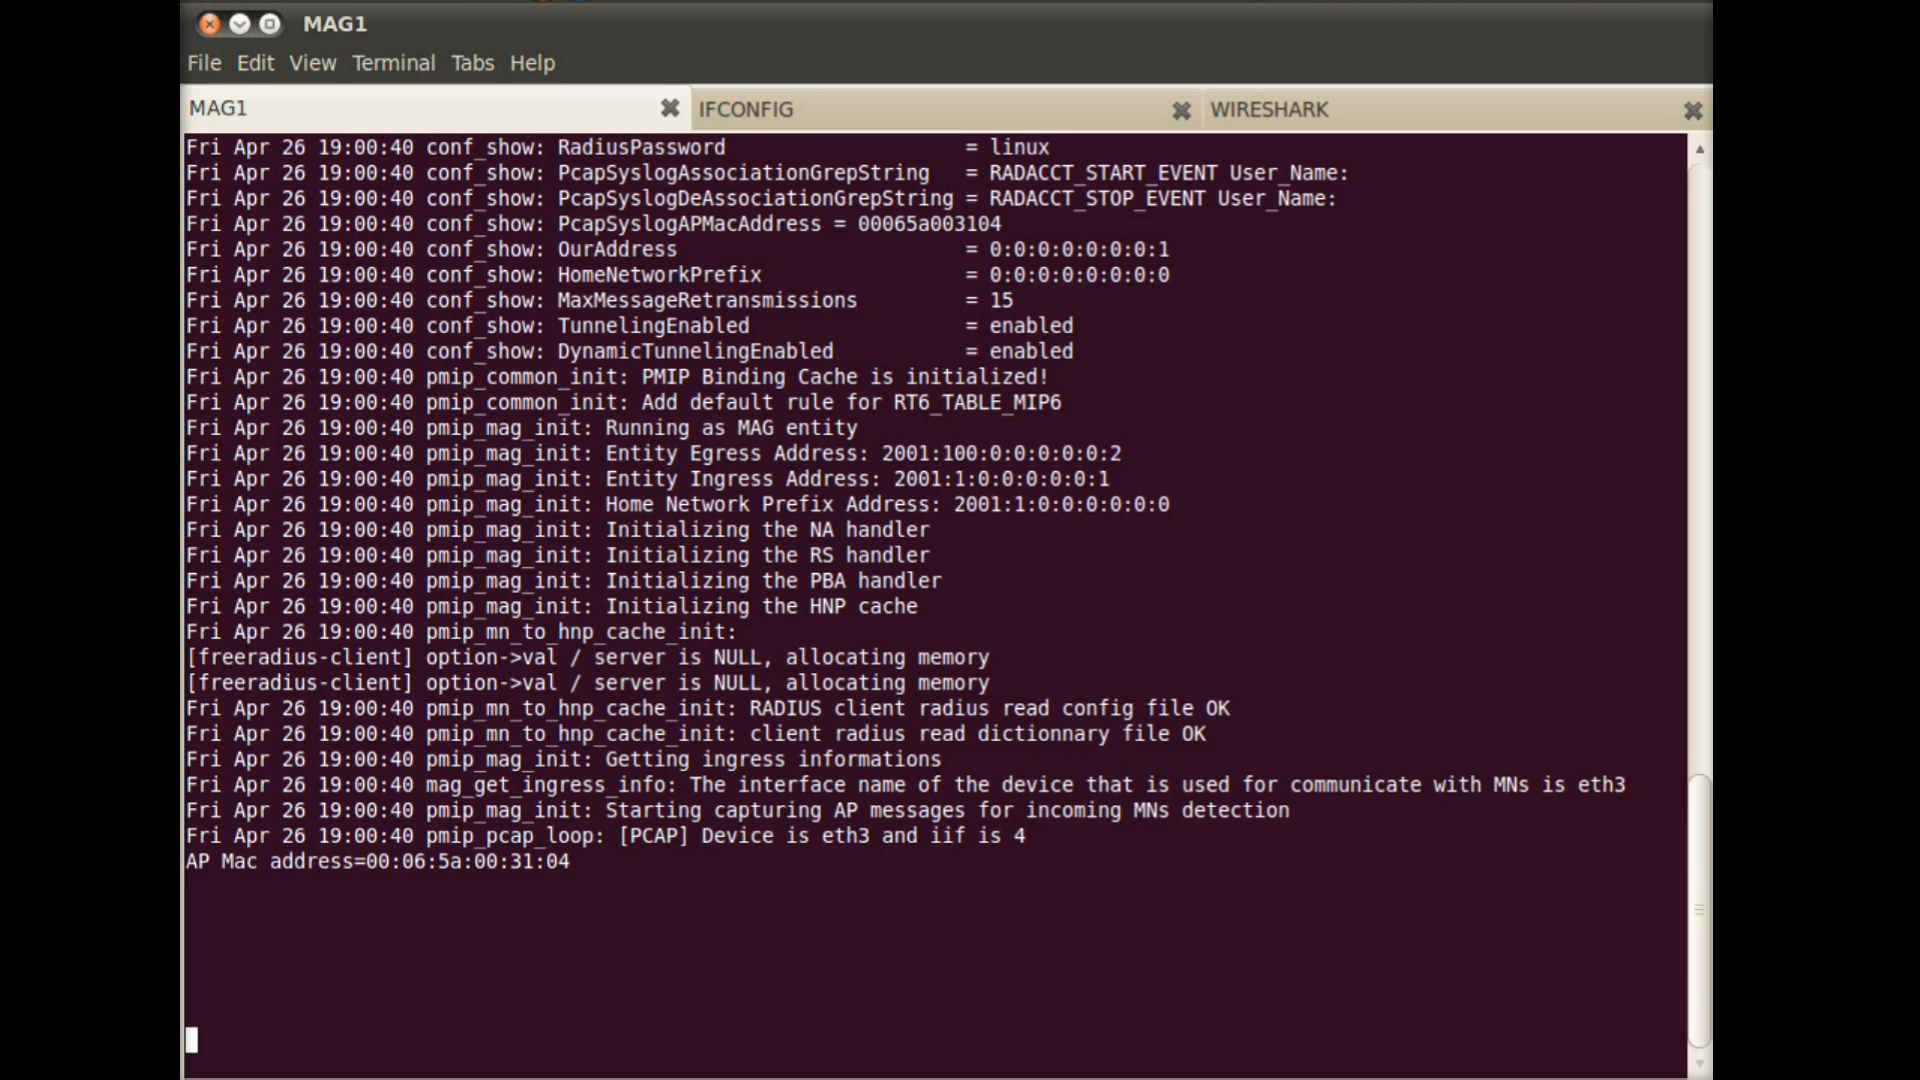 MAG1
File Edit View Terminal Tabs Help
MAG1 IFCONFIG WIRESHARK
Fri Apr 26 19:00:40 conf_show: RadiusPassword = linux
Fri Apr 26 19:00:40 conf_show: PcapSyslogAssociationGrepString = RADACCT_START_EVENT User_Name:
Fri Apr 26 19:00:40 conf_show: PcapSyslogDeAssociationGrepString = RADACCT_STOP_EVENT User_Name:
Fri Apr 26 19:00:40 conf_show: PcapSyslogAPMacAddress = 00065a003104
Fri Apr 26 19:00:40 conf_show: OurAddress = 0:0:0:0:0:0:0:1
Fri Apr 26 19:00:40 conf_show: HomeNetworkPrefix = 0:0:0:0:0:0:0:0
Fri Apr 26 19:00:40 conf_show: MaxMessageRetransmissions = 15
Fri Apr 26 19:00:40 conf_show: TunnelingEnabled = enabled
Fri Apr 26 19:00:40 conf_show: DynamicTunnelingEnabled = enabled
Fri Apr 26 19:00:40 pmip_common_init: PMIP Binding Cache is initialized!
Fri Apr 26 19:00:40 pmip_common_init: Add default rule for RT6_TABLE_MIP6
Fri Apr 26 19:00:40 pmip_mag_init: Running as MAG entity
Fri Apr 26 19:00:40 pmip_mag_init: Entity Egress Address: 2001:100:0:0:0:0:0:2
Fri Apr 26 19:00:40 pmip_mag_init: Entity Ingress Address: 2001:1:0:0:0:0:0:1
Fri Apr 26 19:00:40 pmip_mag_init: Home Network Prefix Address: 2001:1:0:0:0:0:0:0
Fri Apr 26 19:00:40 pmip_mag_init: Initializing the NA handler
Fri Apr 26 19:00:40 pmip_mag_init: Initializing the RS handler
Fri Apr 26 19:00:40 pmip_mag_init: Initializing the PBA handler
Fri Apr 26 19:00:40 pmip_mag_init: Initializing the HNP cache
Fri Apr 26 19:00:40 pmip_mn_to_hnp_cache_init:
[freeradius-client] option->val / server is NULL, allocating memory
[freeradius-client] option->val / server is NULL, allocating memory
Fri Apr 26 19:00:40 pmip_mn_to_hnp_cache_init: RADIUS client radius read config file OK
Fri Apr 26 19:00:40 pmip_mn_to_hnp_cache_init: client radius read dictionnary file OK
Fri Apr 26 19:00:40 pmip_mag_init: Getting ingress informations
Fri Apr 26 19:00:40 mag_get_ingress_info: The interface name of the device that is used for communicate with MNs is eth3
Fri Apr 26 19:00:40 pmip_mag_init: Starting capturing AP messages for incoming MNs detection
Fri Apr 26 19:00:40 pmip_pcap_loop: [PCAP] Device is eth3 and iif is 4
AP Mac address=00:06:5a:00:31:04